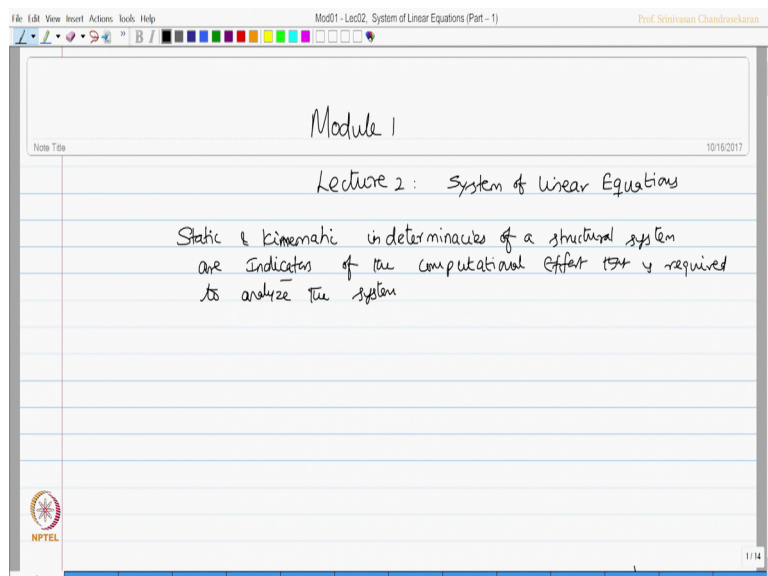 File Edit View Insert Actions Tools Help
Mod01 - Lec02, System of Linear Equations (Part – 1)
Prof. Srinivasan Chandrasekaran
B I
Module 1
Note Title
10/16/2017
Lecture 2: System of linear Equations
Static & kinematic indeterminacies of a structural system
are Indicators of the computational Effort that is required
to analyze the system
NPTEL
1 / 14